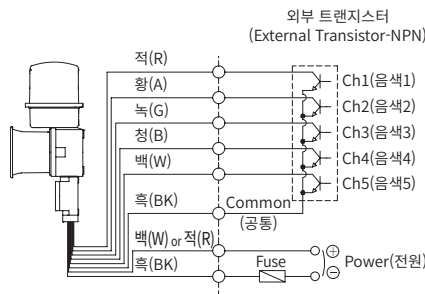 외부 트랜지스터
(External Transistor-NPN)
적(R)
황(A)
녹(G)
청(B)
백(W)
흑(BK)
Ch1(음색1)
Ch2(음색2)
Ch3(음색3)
Ch4(음색4)
Ch5(음색5)
Common
(공통)
백(W) or 적(R)
흑(BK)
Fuse
⊕
⊖
Power(전원)